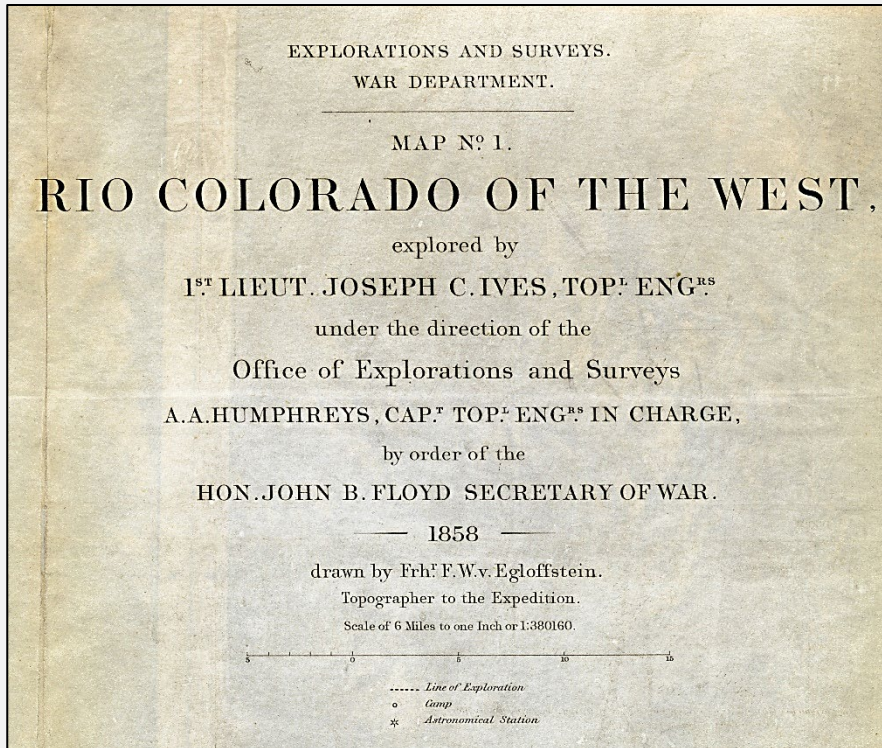 EXPLORATIONS AND SURVEYS.
WAR DEPARTMENT.
MAP Nº 1.
RIO COLORADO OF THE WEST,
explored by
1ST LIEUT. JOSEPH C. IVES, TOPL ENGRS
under the direction of the
Office of Explorations and Surveys
A.A.HUMPHREYS, CAPT TOPL ENGRS IN CHARGE,
by order of the
HON. JOHN B. FLOYD SECRETARY OF WAR.
1858
drawn by Frhr F.W.v. Egloffstein.
Topographer to the Expedition.
Scale of 6 Miles to one Inch or 1:380160.
5 0 5 10 15
Line of Exploration
Camp
Astronomical Station